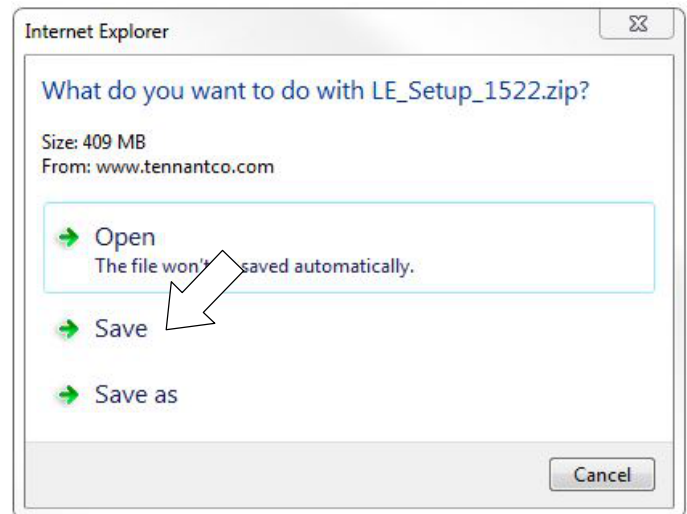 Internet Explorer
What do you want to do with LE_Setup_1522.zip?
Size: 409 MB
From: www.tennantco.com
Open
The file won't saved automatically.
Save
Save as
Cancel